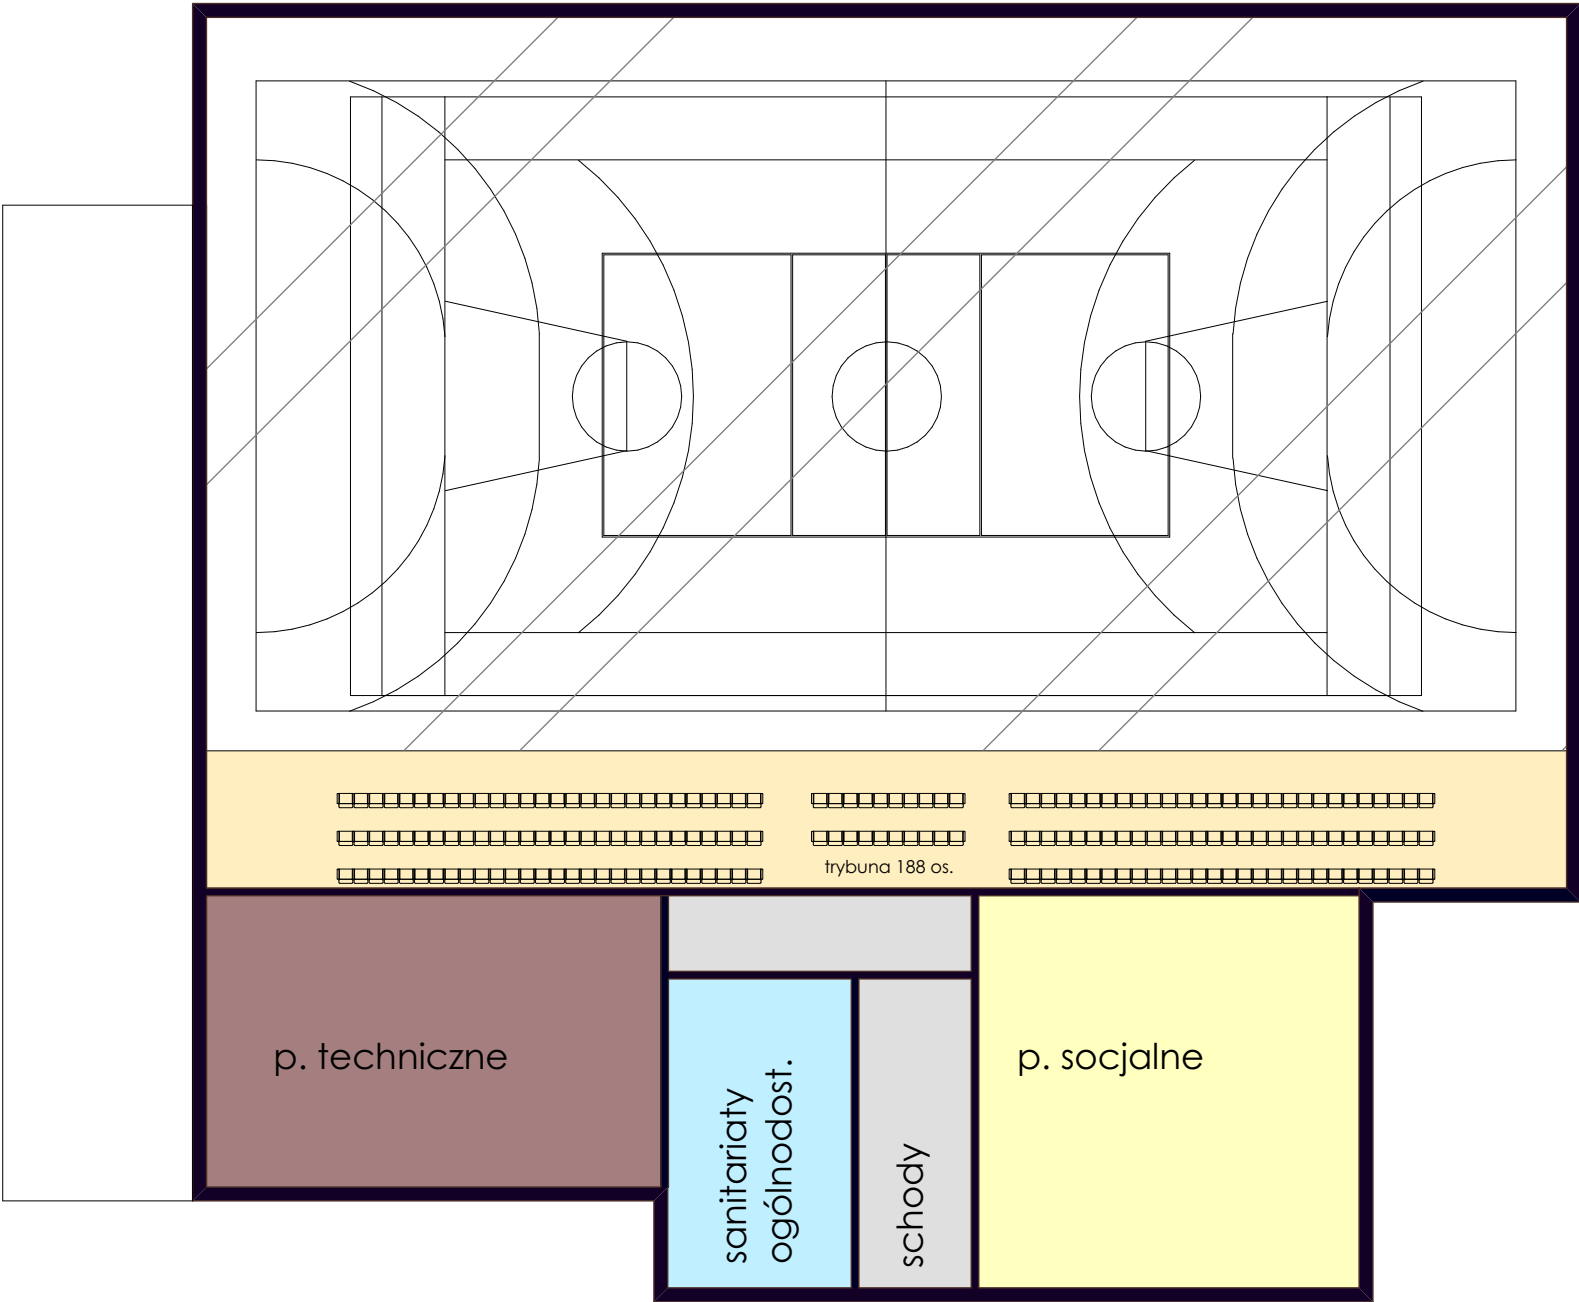 trybuna 188 os.
p. techniczne
sanitariaty
ogólnodost.
schody
p. socjalne